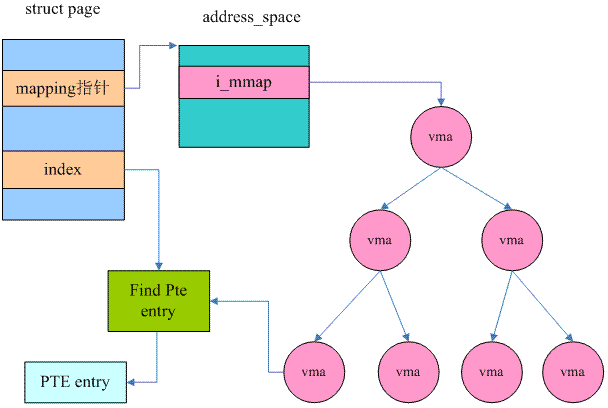 struct page
address_space
mapping指针
i_mmap
vma
index
vma
vma
Find Pte
entry
vma
vma
vma
vma
PTE entry